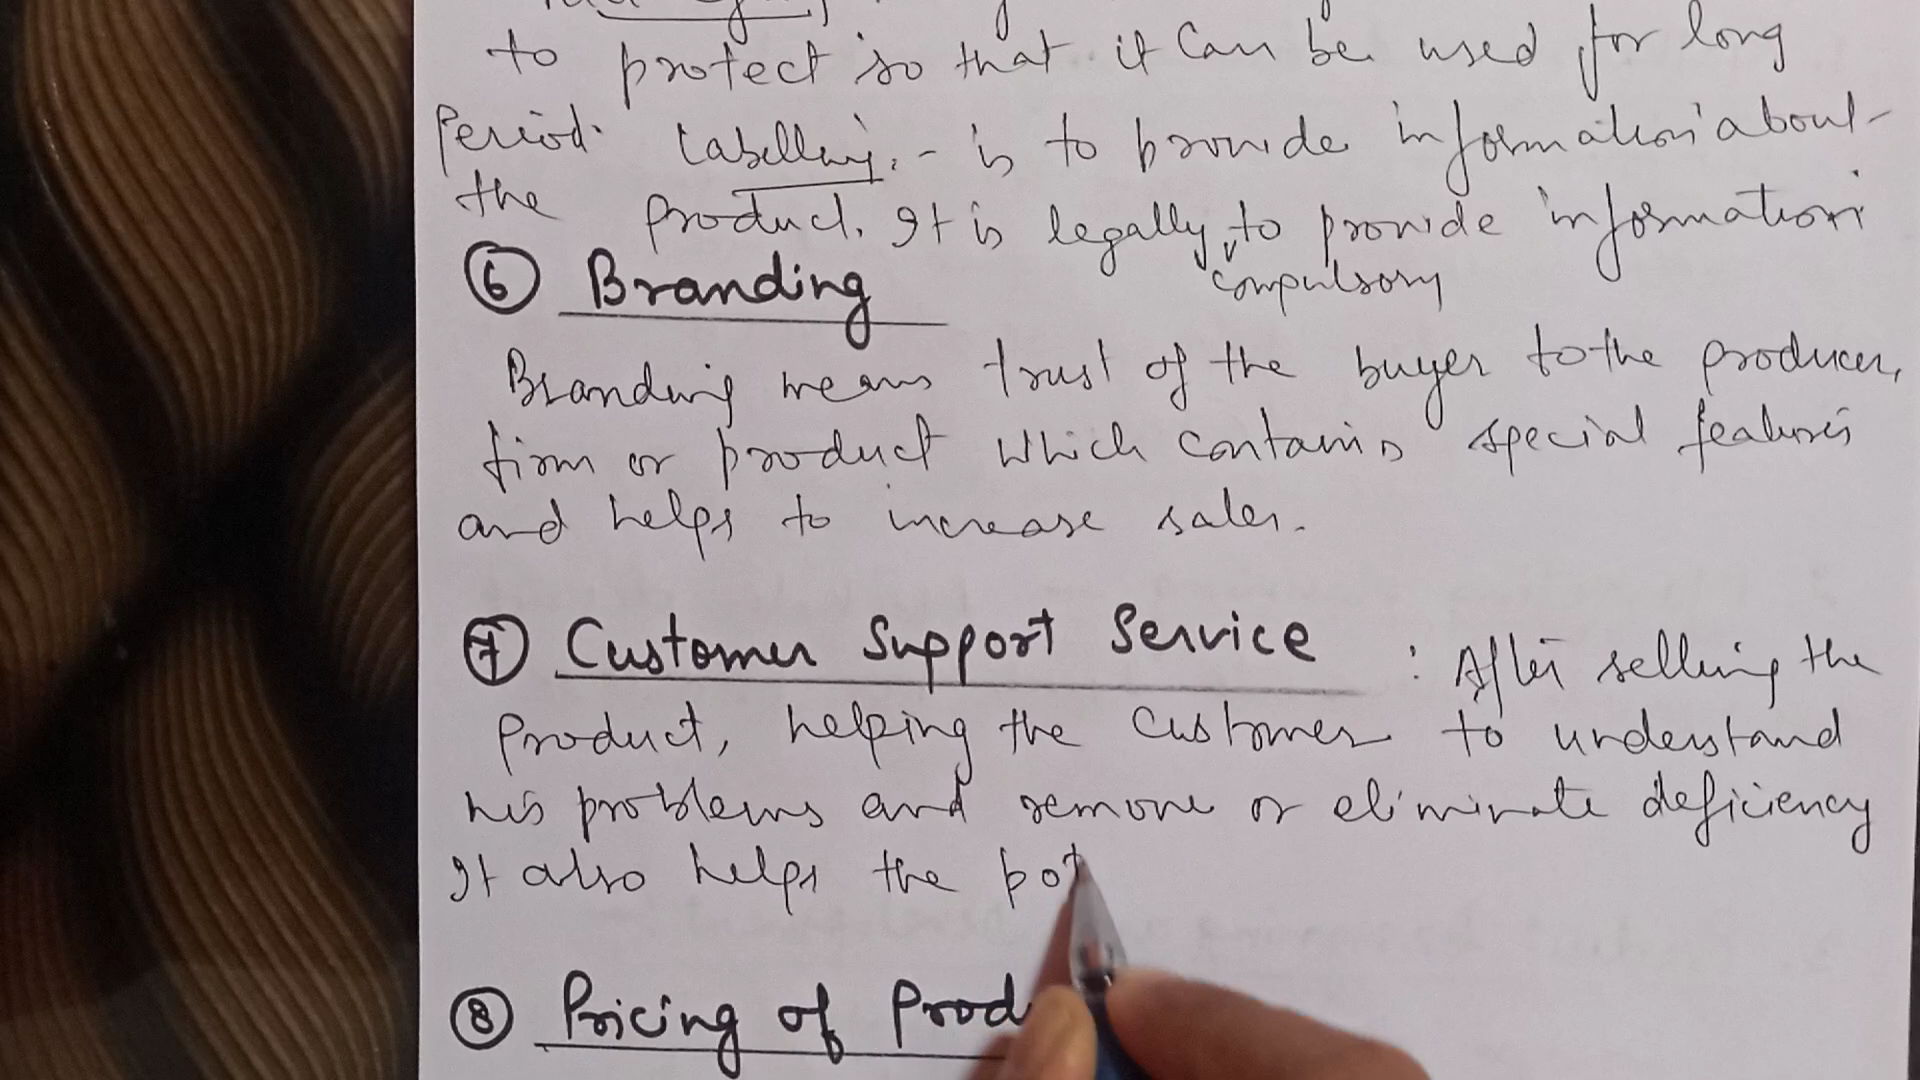 to protect so that it can be used for long
Period. Labelling :- is to provide information about
the product. It is legally to provide information
compulsory
⑥ Branding
Branding means trust of the buyer to the producer,
firm or product which contains special features
and helps to increase sales.
⑦ Customer Support Service : After selling the
Product, helping the customer to understand
his problems and remove or eliminate deficiency
It also helps the pot
⑧ Pricing of Prod